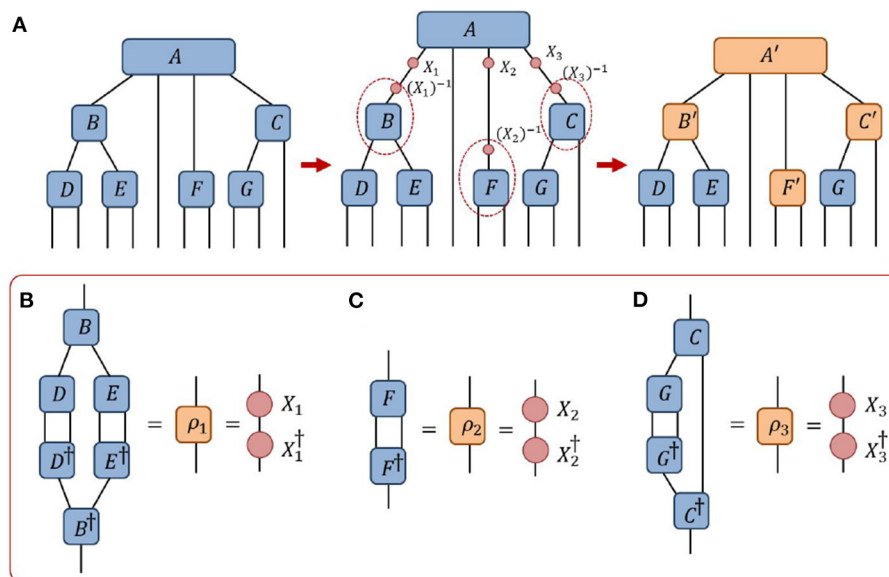 A
A
B
C
D
E
F
G
A
X₁
X₂
X₃
(X₁)⁻¹
(X₃)⁻¹
B
C
(X₂)⁻¹
D
E
F
G
A′
B′
C′
D
E
F′
G
B
B
D
E
D†
E†
B†
=
ρ₁
=
X₁
X₁†
C
F
F†
=
ρ₂
=
X₂
X₂†
D
C
G
G†
C†
=
ρ₃
=
X₃
X₃†